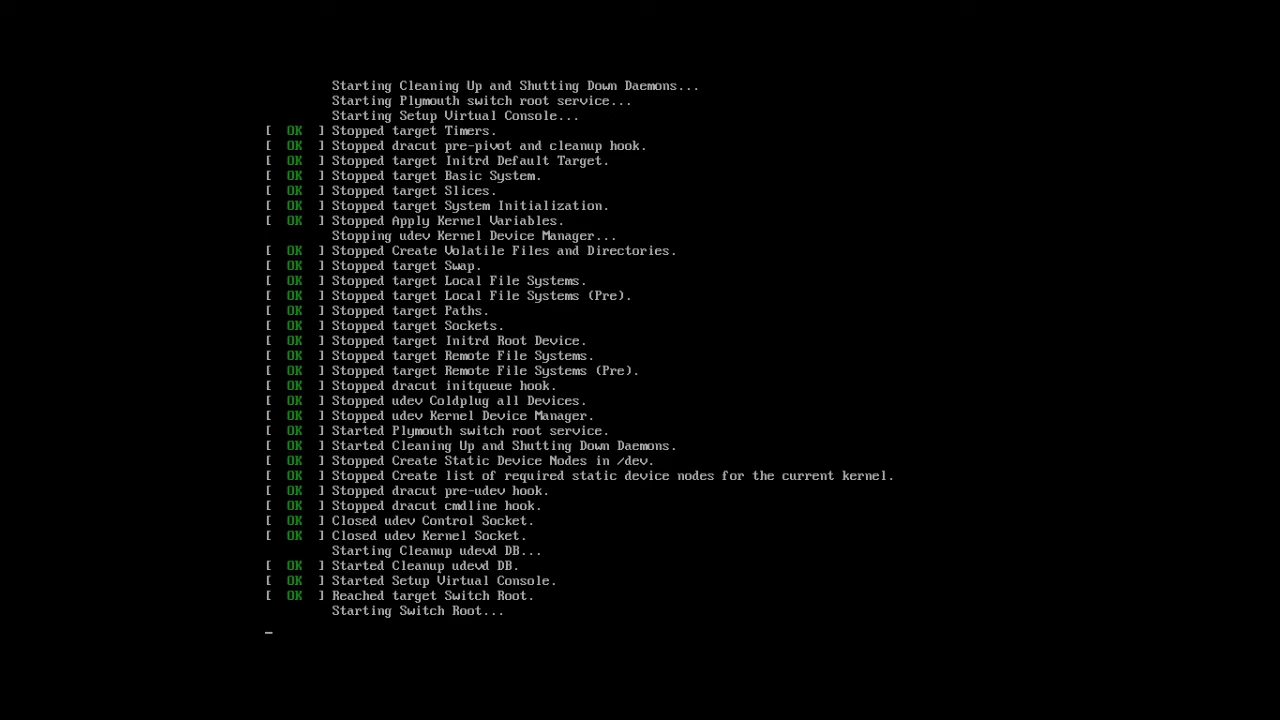 Starting Cleaning Up and Shutting Down Daemons...
Starting Plymouth switch root service...
Starting Setup Virtual Console...
[  OK  ] Stopped target Timers.
[  OK  ] Stopped dracut pre-pivot and cleanup hook.
[  OK  ] Stopped target Initrd Default Target.
[  OK  ] Stopped target Basic System.
[  OK  ] Stopped target Slices.
[  OK  ] Stopped target System Initialization.
[  OK  ] Stopped Apply Kernel Variables.
Stopping udev Kernel Device Manager...
[  OK  ] Stopped Create Volatile Files and Directories.
[  OK  ] Stopped target Swap.
[  OK  ] Stopped target Local File Systems.
[  OK  ] Stopped target Local File Systems (Pre).
[  OK  ] Stopped target Paths.
[  OK  ] Stopped target Sockets.
[  OK  ] Stopped target Initrd Root Device.
[  OK  ] Stopped target Remote File Systems.
[  OK  ] Stopped target Remote File Systems (Pre).
[  OK  ] Stopped dracut initqueue hook.
[  OK  ] Stopped udev Coldplug all Devices.
[  OK  ] Stopped udev Kernel Device Manager.
[  OK  ] Started Plymouth switch root service.
[  OK  ] Started Cleaning Up and Shutting Down Daemons.
[  OK  ] Stopped Create Static Device Nodes in /dev.
[  OK  ] Stopped Create list of required static device nodes for the current kernel.
[  OK  ] Stopped dracut pre-udev hook.
[  OK  ] Stopped dracut cmdline hook.
[  OK  ] Closed udev Control Socket.
[  OK  ] Closed udev Kernel Socket.
Starting Cleanup udevd DB...
[  OK  ] Started Cleanup udevd DB.
[  OK  ] Started Setup Virtual Console.
[  OK  ] Reached target Switch Root.
Starting Switch Root...
_